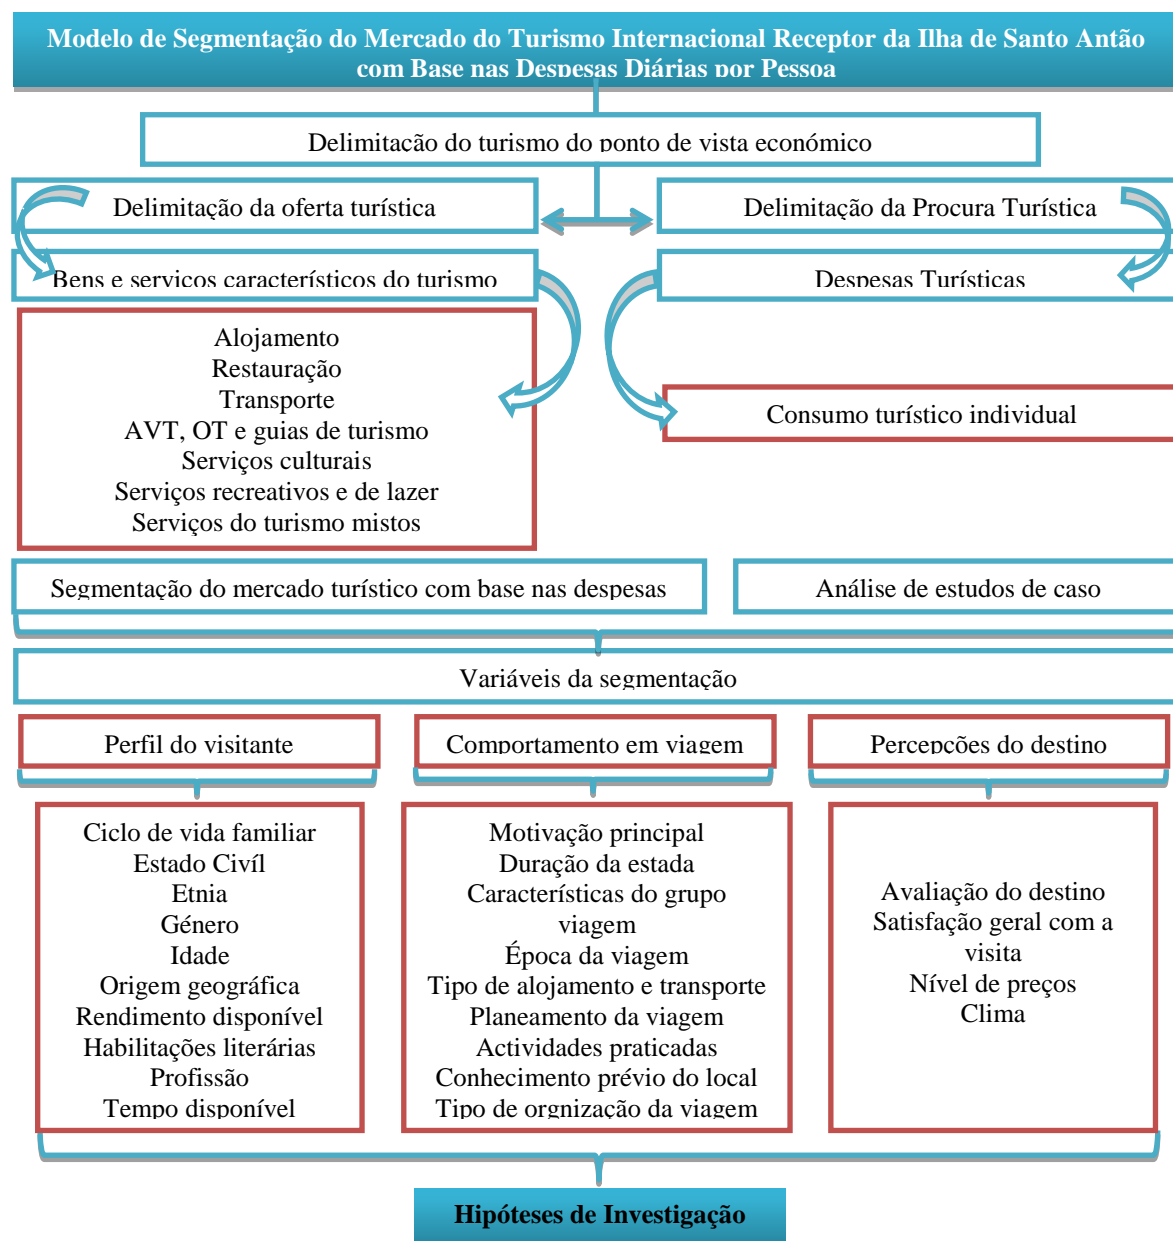 Modelo de Segmentação do Mercado do Turismo Internacional Receptor da Ilha de Santo Antão
com Base nas Despesas Diárias por Pessoa
Delimitação do turismo do ponto de vista económico
Delimitação da oferta turística
Delimitação da Procura Turística
Bens e serviços característicos do turismo
Despesas Turísticas
Alojamento
Restauração
Transporte
AVT, OT e guias de turismo
Serviços culturais
Serviços recreativos e de lazer
Serviços do turismo mistos
Consumo turístico individual
Segmentação do mercado turístico com base nas despesas
Análise de estudos de caso
Variáveis da segmentação
Perfil do visitante
Comportamento em viagem
Percepções do destino
Ciclo de vida familiar
Estado Civíl
Etnia
Género
Idade
Origem geográfica
Rendimento disponível
Habilitações literárias
Profissão
Tempo disponível
Motivação principal
Duração da estada
Características do grupo
viagem
Época da viagem
Tipo de alojamento e transporte
Planeamento da viagem
Actividades praticadas
Conhecimento prévio do local
Tipo de orgnização da viagem
Avaliação do destino
Satisfação geral com a
visita
Nível de preços
Clima
Hipóteses de Investigação